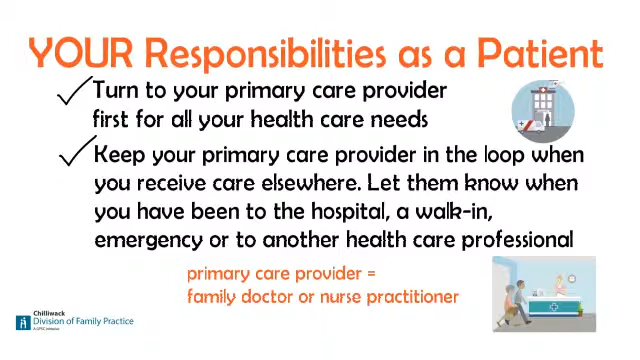 YOUR Responsibilities as a Patient
Turn to your primary care provider
first for all your health care needs
Keep your primary care provider in the loop when
you receive care elsewhere. Let them know when
you have been to the hospital, a walk-in,
emergency or to another health care professional
primary care provider =
family doctor or nurse practitioner
Chilliwack
Division of Family Practice
A GPSC initiative